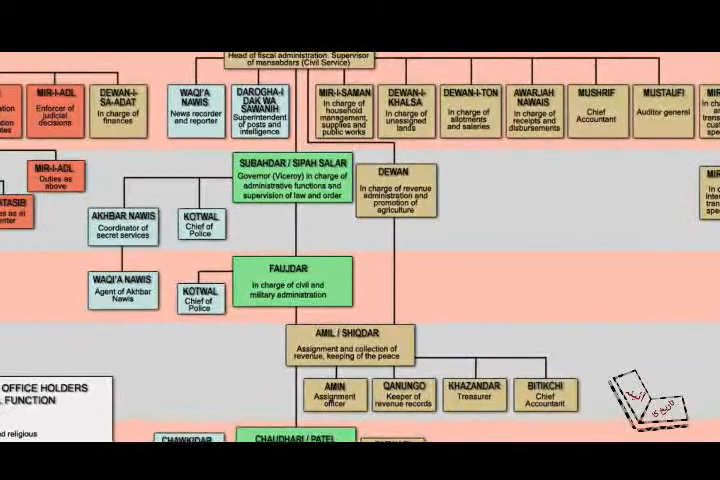 Head of fiscal administration. Supervisor
of mansabdars (Civil Service)
MIR-I-ADL
Enforcer of
judicial
decisions
DEWAN-I-
SA-ADAT
In charge of
finances
WAQI'A
NAWIS
News recorder
and reporter
DAROGHA-I
DAK WA
SAWANIH
Superintendent
of posts and
intelligence
MIR-I-SAMAN
In charge of
household
management,
supplies and
public works
DEWAN-I-
KHALSA
In charge of
unassigned
lands
DEWAN-I-TON
In charge of
allotments
and salaries
AWARJAH
NAWAIS
In charge of
receipts and
disbursements
MUSHRIF
Chief
Accountant
MUSTAUFI
Auditor general
MIR-I-ADL
Duties as
above
SUBAHDAR / SIPAH SALAR
Governor (Viceroy) in charge of
administrative functions and
supervision of law and order
DEWAN
In charge of revenue
administration and
promotion of
agriculture
AKHBAR NAWIS
Coordinator of
secret services
KOTWAL
Chief of
Police
WAQI'A NAWIS
Agent of Akhbar
Nawis
KOTWAL
Chief of
Police
FAUJDAR
In charge of civil and
military administration
AMIL / SHIQDAR
Assignment and collection of
revenue, keeping of the peace
AMIN
Assignment
officer
QANUNGO
Keeper of
revenue records
KHAZANDAR
Treasurer
BITIKCHI
Chief
Accountant
OFFICE HOLDERS
FUNCTION
religious
CHAWKIDAR
CHAUDHARI / PATEL